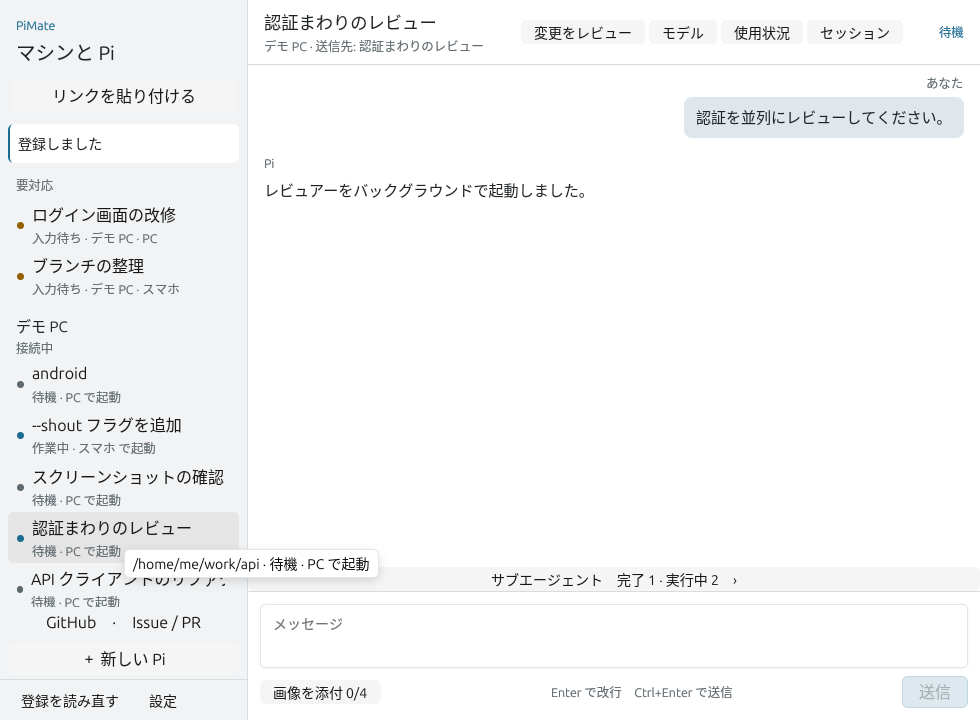 PiMate
マシンと Pi
リンクを貼り付ける
登録しました
要対応
ログイン画面の改修
入力待ち · デモ PC · PC
ブランチの整理
入力待ち · デモ PC · スマホ
デモ PC
接続中
android
待機 · PC で起動
--shout フラグを追加
作業中 · スマホ で起動
スクリーンショットの確認
待機 · PC で起動
認証まわりのレビュー
待機 · PC で起動
/home/me/work/api · 待機 · PC で起動
API クライアントのリファク
待機 · PC で起動
GitHub · Issue / PR
+ 新しい Pi
登録を読み直す 設定
認証まわりのレビュー
デモ PC · 送信先: 認証まわりのレビュー
変更をレビュー モデル 使用状況 セッション 待機
あなた
認証を並列にレビューしてください。
Pi
レビュアーをバックグラウンドで起動しました。
サブエージェント 完了 1 · 実行中 2 ›
メッセージ
画像を添付 0/4 Enter で改行 Ctrl+Enter で送信 送信